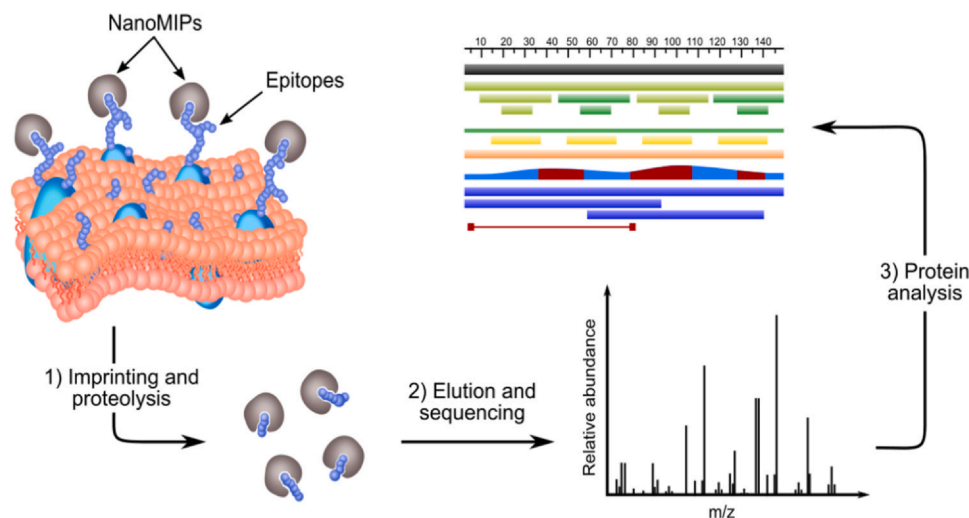 NanoMIPs
Epitopes
10 20 30 40 50 60 70 80 90 100 110 120 130 140
1) Imprinting and
proteolysis
2) Elution and
sequencing
3) Protein
analysis
Relative abundance
m/z